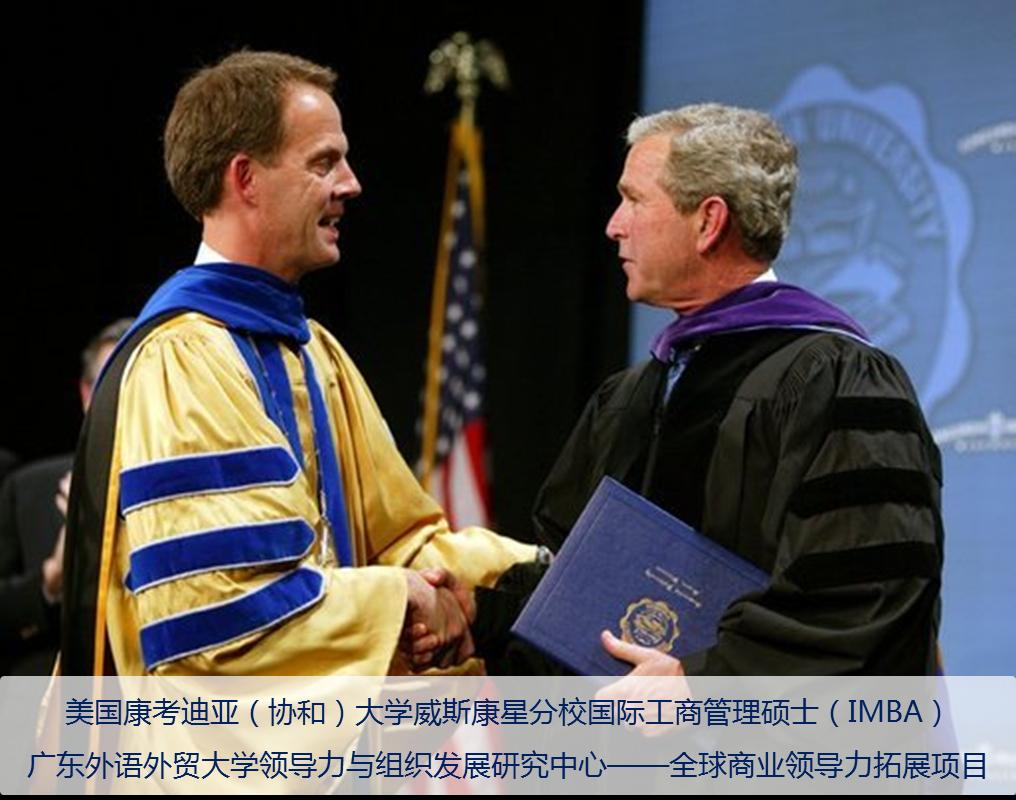 UNIVERSITY
美国康考迪亚（协和）大学威斯康星分校国际工商管理硕士（IMBA）
广东外语外贸大学领导力与组织发展研究中心——全球商业领导力拓展项目